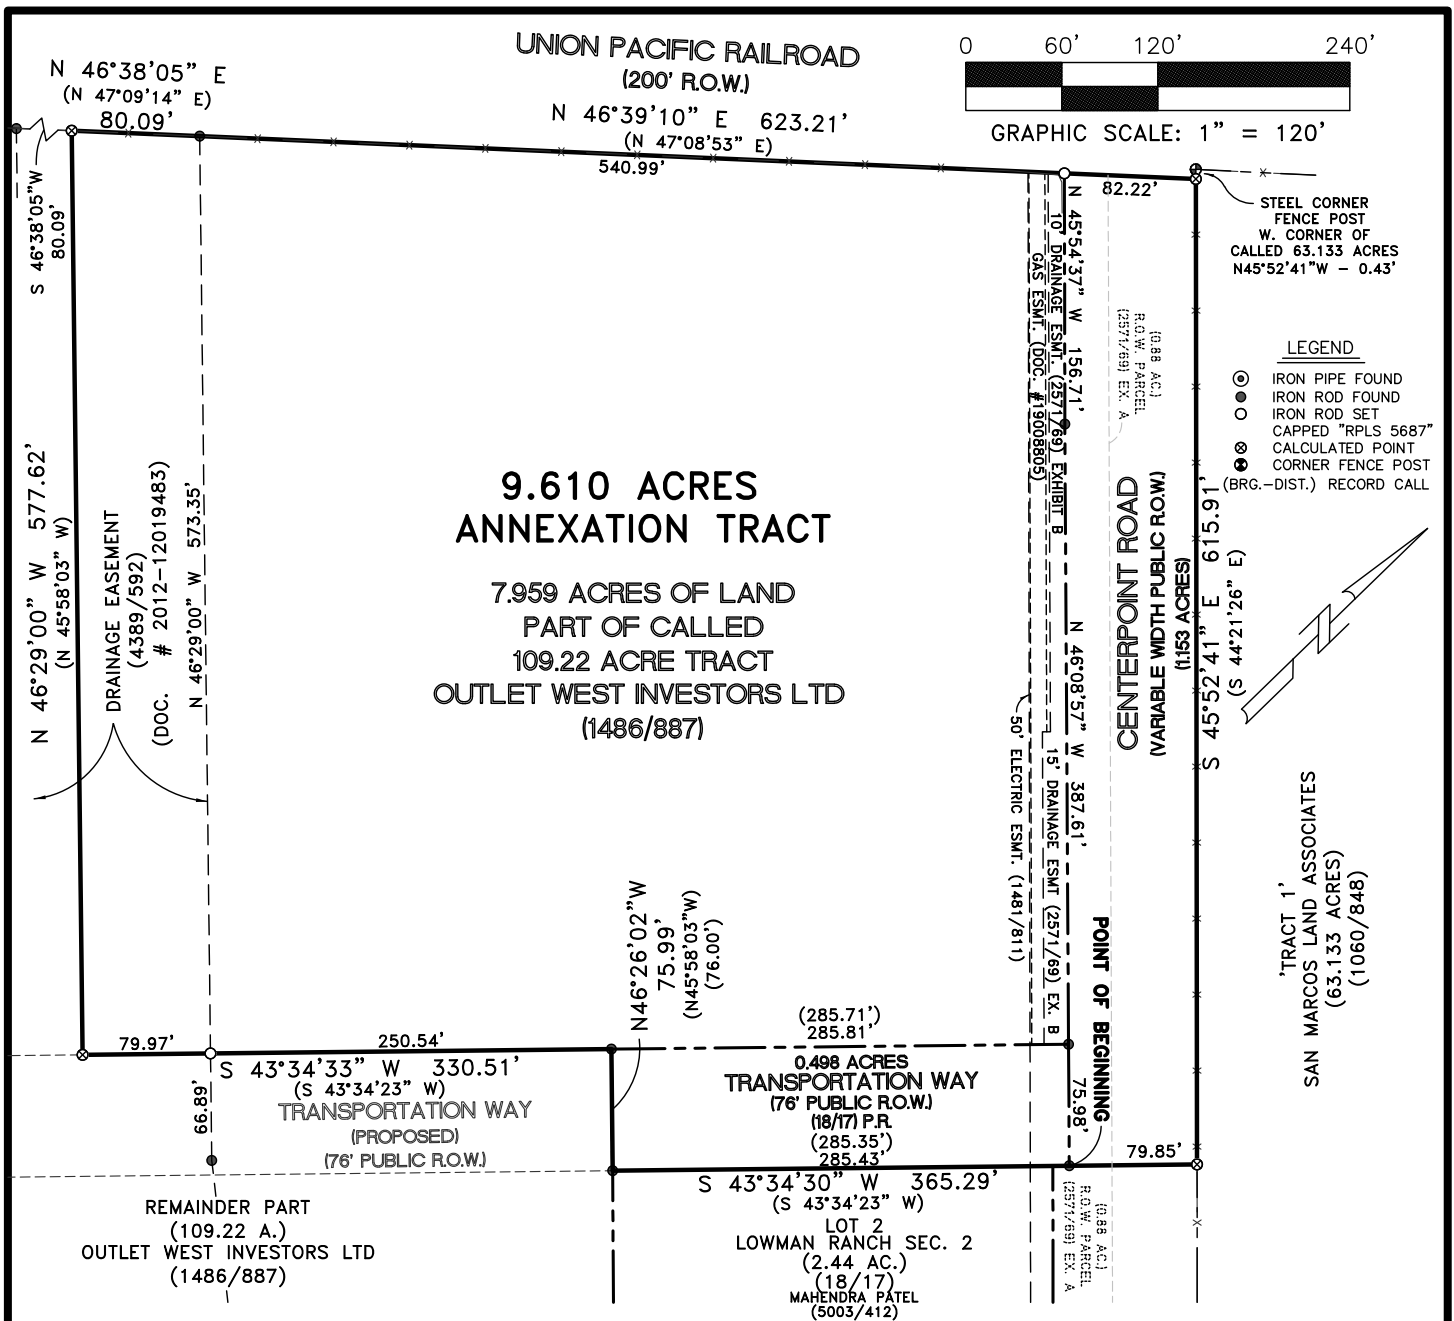 UNION PACIFIC RAILROAD
(200' R.O.W.)
N 46°39'10" E 623.21'
(N 47°08'53" E)
540.99'
82.22'
N 46°38'05" E
(N 47°09'14" E)
80.09'
S 46°38'05"W
80.09'
0 60' 120' 240'
GRAPHIC SCALE: 1" = 120'
STEEL CORNER
FENCE POST
W. CORNER OF
CALLED 63.133 ACRES
N45°52'41"W - 0.43'
LEGEND
IRON PIPE FOUND
IRON ROD FOUND
IRON ROD SET
CAPPED "RPLS 5687"
CALCULATED POINT
CORNER FENCE POST
(BRG.-DIST.) RECORD CALL
N 46°29'00" W 577.62'
(N 45°58'03" W)
DRAINAGE EASEMENT
(4389/592)
(DOC. # 2012-12019483)
N 46°29'00" W 573.35'
9.610 ACRES
ANNEXATION TRACT
7.959 ACRES OF LAND
PART OF CALLED
109.22 ACRE TRACT
OUTLET WEST INVESTORS LTD
(1486/887)
GAS ESMT. (DOC. #19008805)
10' DRAINAGE ESMT. (2571/69) EXHIBIT B
N 45°54'37" W 156.71'
(0.88 AC.)
R.O.W. PARCEL
(2571/69) EX. A
N 46°08'57" W 387.61'
50' ELECTRIC ESMT. (1481/811)
15' DRAINAGE ESMT (2571/69) EX. B
CENTERPOINT ROAD
(VARIABLE WIDTH PUBLIC R.O.W.)
(1.153 ACRES)
S 45°52'41" E 615.91'
(S 44°21'26" E)
'TRACT 1'
SAN MARCOS LAND ASSOCIATES
(63.133 ACRES)
(1060/848)
POINT OF BEGINNING
N46°26'02"W
75.99'
(N45°58'03"W)
(76.00')
79.97'
250.54'
S 43°34'33" W 330.51'
(S 43°34'23" W)
66.89'
TRANSPORTATION WAY
(PROPOSED)
(76' PUBLIC R.O.W.)
(285.71')
285.81'
0.498 ACRES
TRANSPORTATION WAY
(76' PUBLIC R.O.W.)
(18/17) P.R.
(285.35')
285.43'
75.98'
79.85'
S 43°34'30" W 365.29'
(S 43°34'23" W)
LOT 2
LOWMAN RANCH SEC. 2
(2.44 AC.)
(18/17)
MAHENDRA PATEL
(5003/412)
(0.88 AC.)
R.O.W. PARCEL
(2571/69) EX. A
REMAINDER PART
(109.22 A.)
OUTLET WEST INVESTORS LTD
(1486/887)